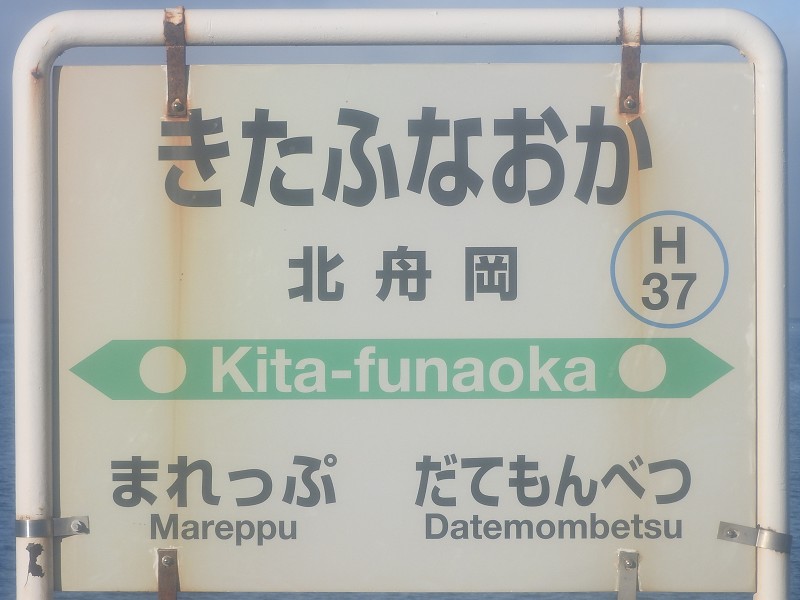 きたふなおか
北舟岡
H
37
Kita-funaoka
まれっぷ だてもんべつ
Mareppu Datemombetsu